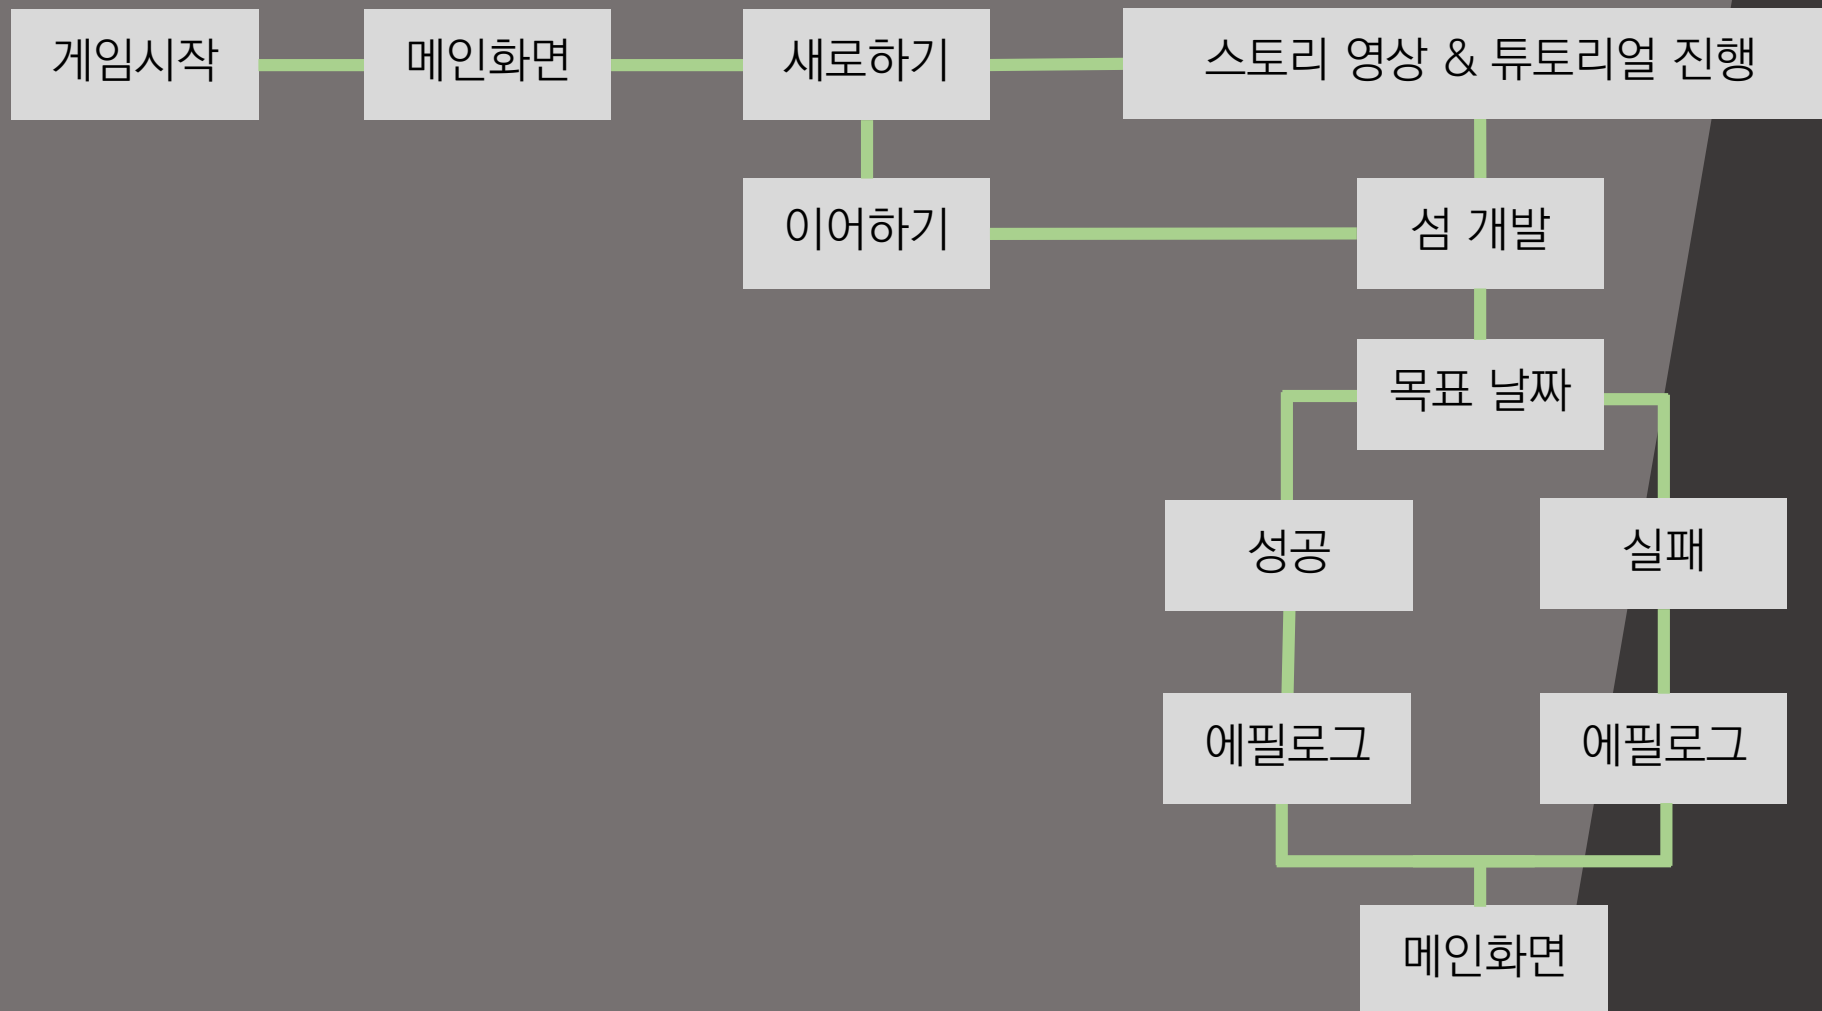 게임시작
메인화면
새로하기
스토리 영상 & 튜토리얼 진행
이어하기
섬 개발
목표 날짜
성공
실패
에필로그
에필로그
메인화면